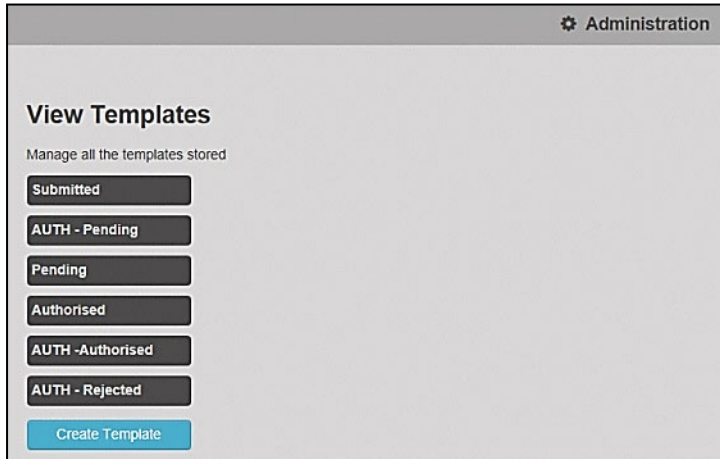 Administration
View Templates
Manage all the templates stored
Submitted
AUTH - Pending
Pending
Authorised
AUTH -Authorised
AUTH - Rejected
Create Template